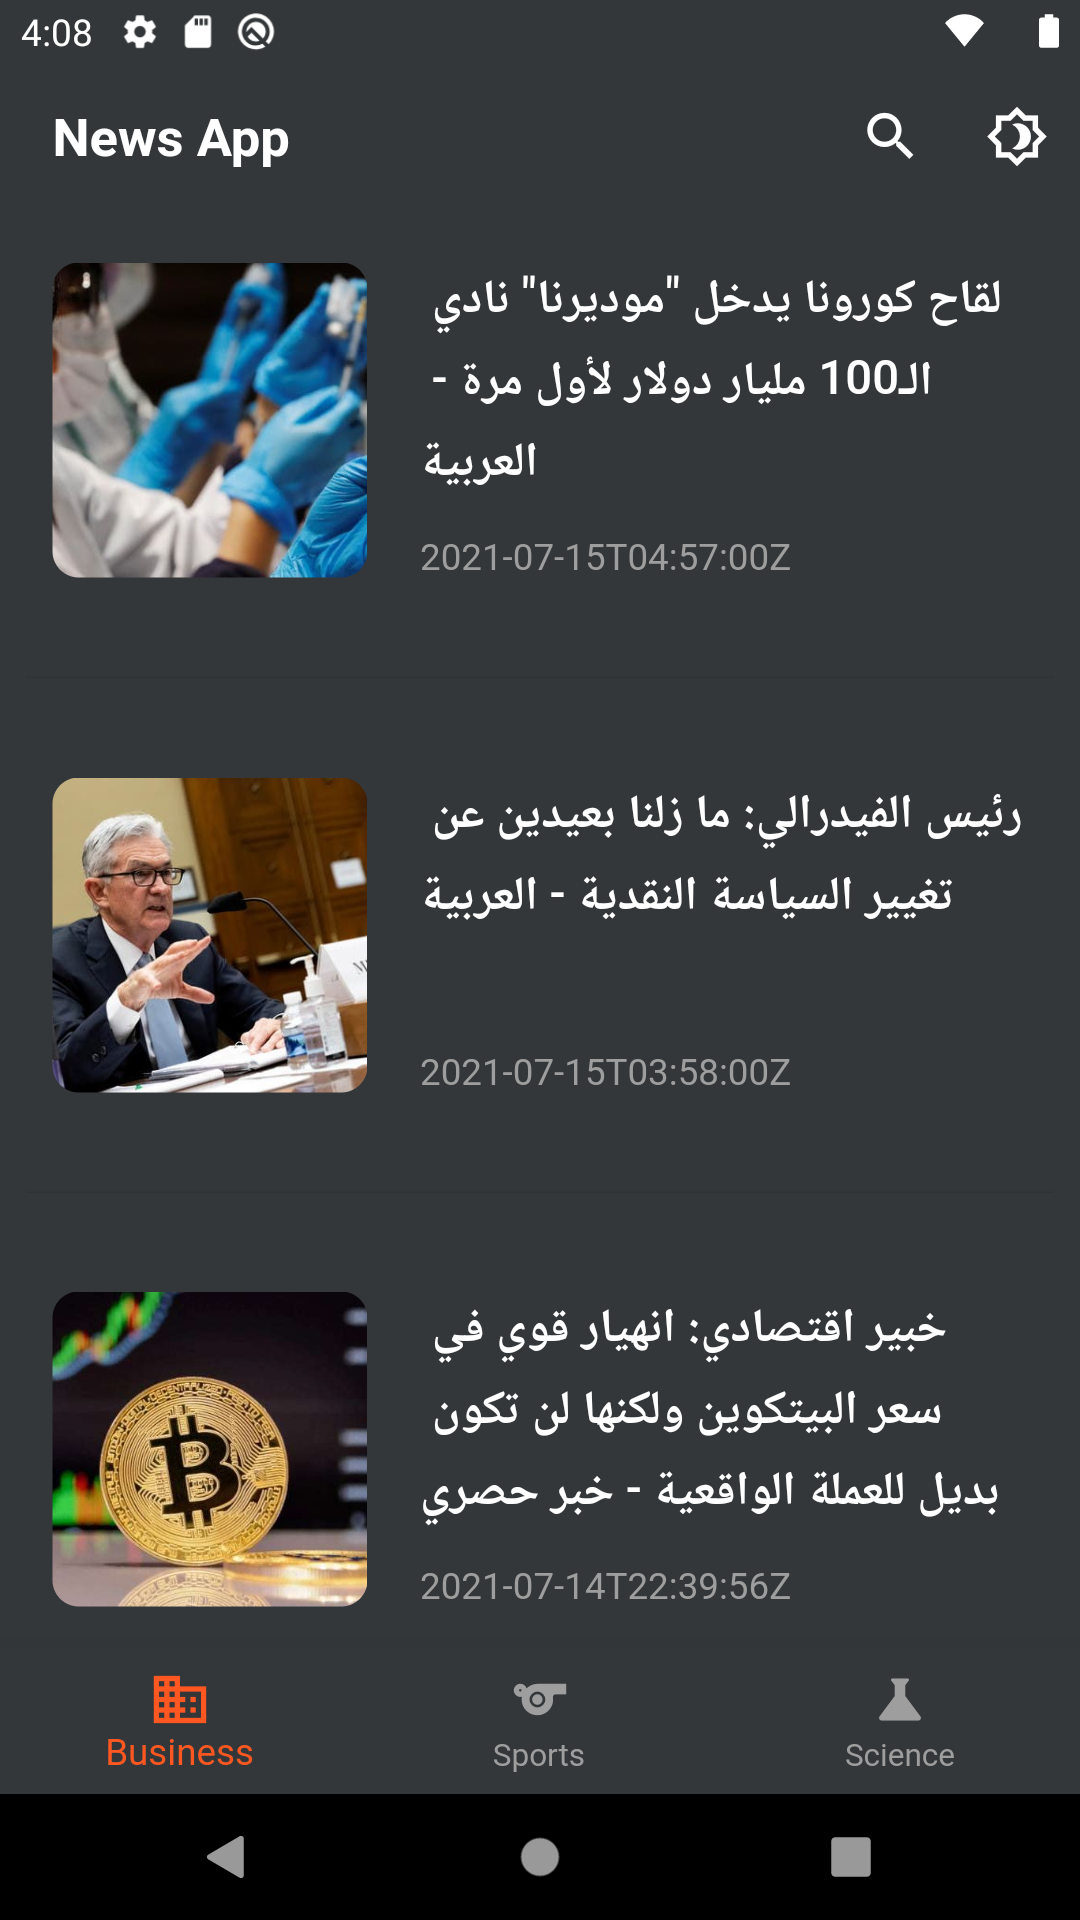 4:08
News App
لقاح كورونا يدخل "موديرنا" نادي
الـ100 مليار دولار لأول مرة -
العربية
2021-07-15T04:57:00Z
رئيس الفيدرالي: ما زلنا بعيدين عن
تغيير السياسة النقدية - العربية
2021-07-15T03:58:00Z
خبير اقتصادي: انهيار قوي في
سعر البيتكوين ولكنها لن تكون
بديل للعملة الواقعية - خبر حصري
2021-07-14T22:39:56Z
Business
Sports
Science